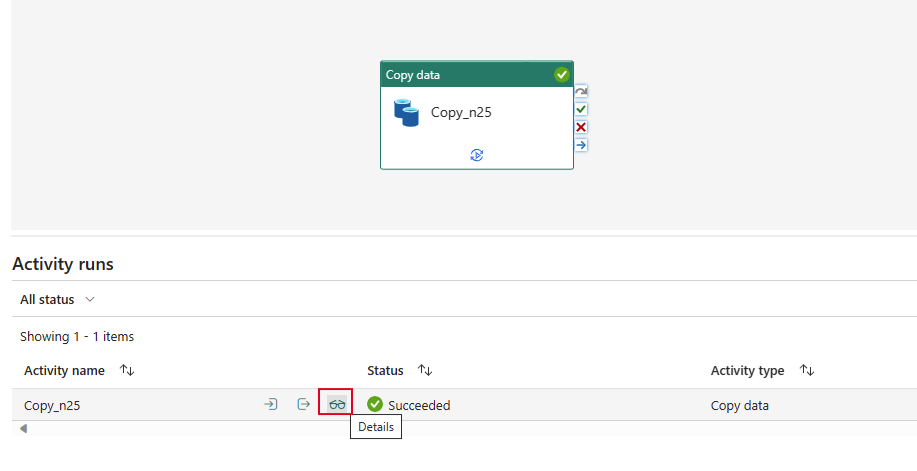 Copy data
Copy_n25
Activity runs
All status
Showing 1 - 1 items
Activity name Status Activity type
Copy_n25 Succeeded Copy data
Details